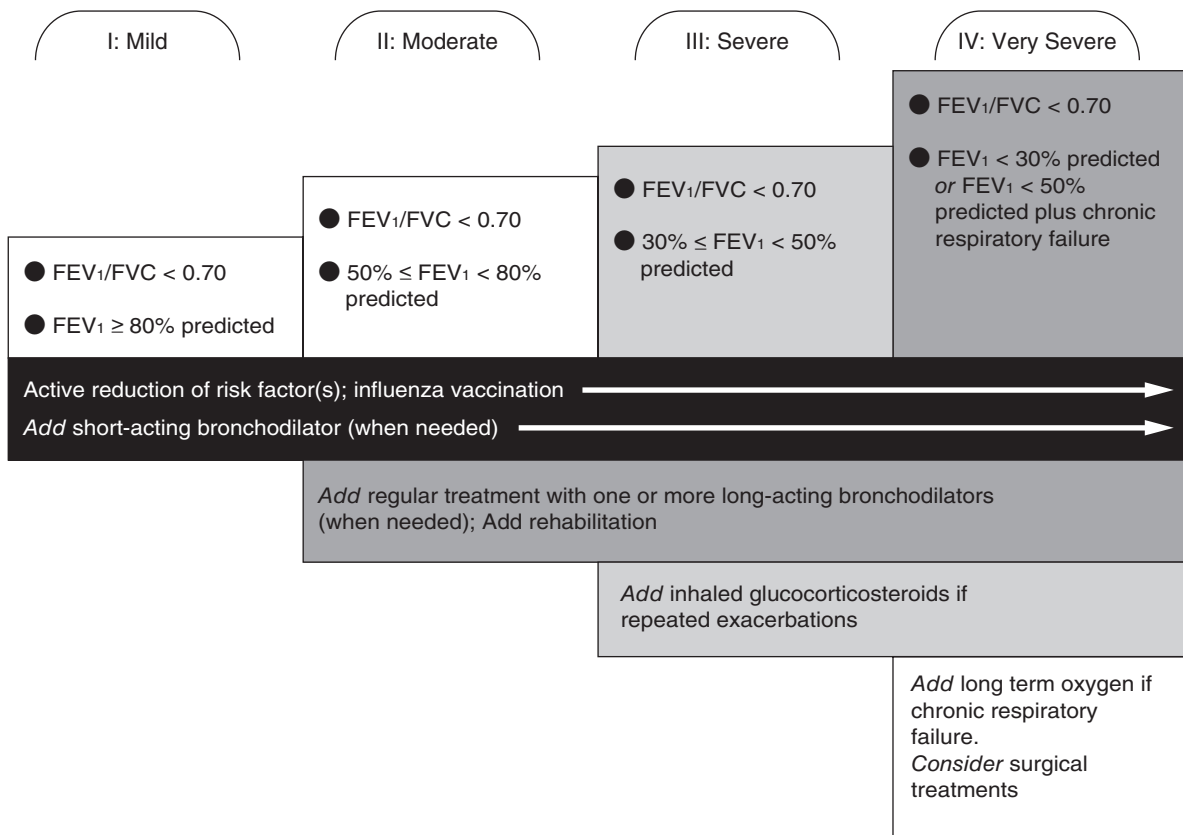 I: Mild
II: Moderate
III: Severe
IV: Very Severe
● FEV₁/FVC < 0.70
● FEV₁ ≥ 80% predicted
● FEV₁/FVC < 0.70
● 50% ≤ FEV₁ < 80%
predicted
● FEV₁/FVC < 0.70
● 30% ≤ FEV₁ < 50%
predicted
● FEV₁/FVC < 0.70
● FEV₁ < 30% predicted
or FEV₁ < 50%
predicted plus chronic
respiratory failure
Active reduction of risk factor(s); influenza vaccination
Add short-acting bronchodilator (when needed)
Add regular treatment with one or more long-acting bronchodilators
(when needed); Add rehabilitation
Add inhaled glucocorticosteroids if
repeated exacerbations
Add long term oxygen if
chronic respiratory
failure.
Consider surgical
treatments